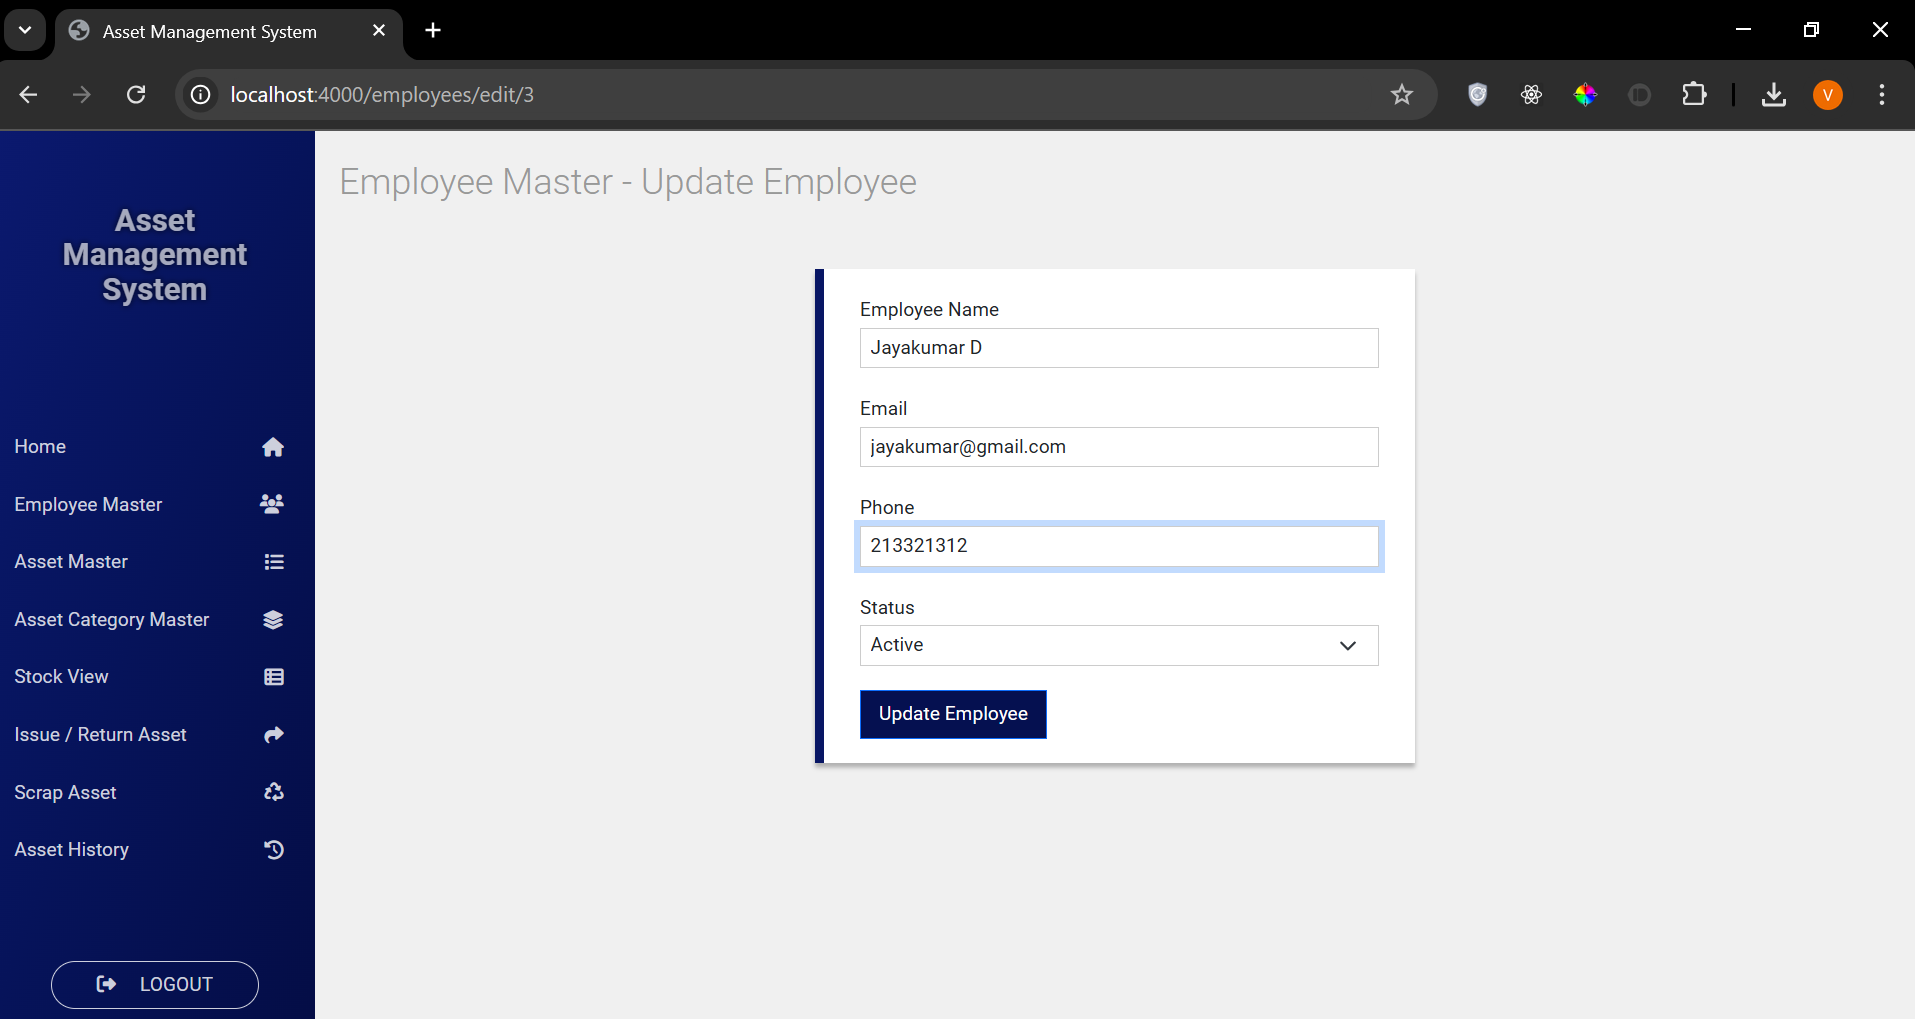 Asset Management System
localhost:4000/employees/edit/3
V
Asset
Management
System
Home
Employee Master
Asset Master
Asset Category Master
Stock View
Issue / Return Asset
Scrap Asset
Asset History
LOGOUT
Employee Master - Update Employee
Employee Name
Jayakumar D
Email
jayakumar@gmail.com
Phone
213321312
Status
Active
Update Employee